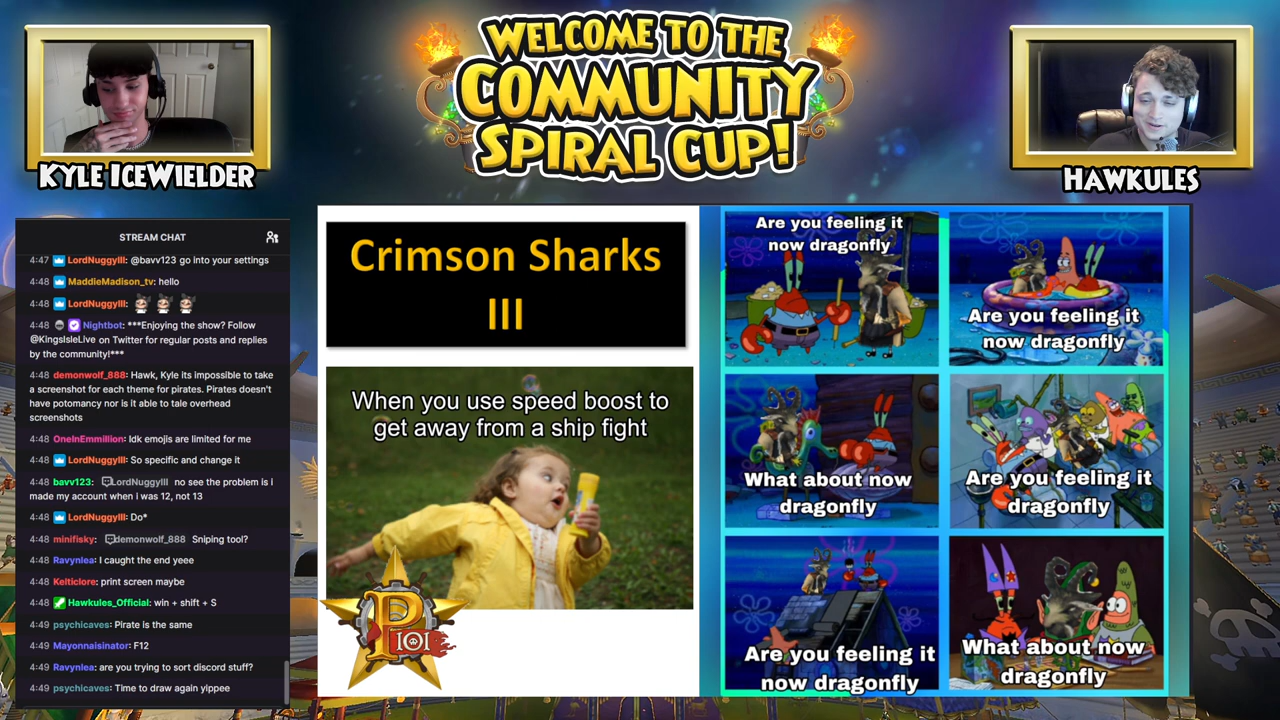 WELCOME TO THE
COMMUNITY
SPIRAL CUP!
KYLE ICEWIELDER
HAWKULES
STREAM CHAT
4:47 LordNuggyIII: @bavv123 go into your settings
4:48 MaddieMadison_tv: hello
4:48 LordNuggyIII:
4:48 Nightbot: ***Enjoying the show? Follow
@KingsIsleLive on Twitter for regular posts and replies
by the community!***
4:48 demonwolf_888: Hawk, Kyle its impossible to take
a screenshot for each theme for pirates. Pirates doesn't
have potomancy nor is it able to tale overhead
screenshots
4:48 OneInEmmillion: Idk emojis are limited for me
4:48 LordNuggyIII: So specific and change it
4:48 bavv123: LordNuggyIII no see the problem is i
made my account when i was 12, not 13
4:48 LordNuggyIII: Do*
4:48 minifisky: demonwolf_888 Sniping tool?
4:48 Ravynlea: I caught the end yeee
4:48 Kelticlore: print screen maybe
4:48 Hawkules_Official: win + shift + S
4:49 psychicaves: Pirate is the same
4:49 Mayonnaisinator: F12
4:49 Ravynlea: are you trying to sort discord stuff?
4:49 psychicaves: Time to draw again yippee
Crimson Sharks
III
When you use speed boost to
get away from a ship fight
P101
Are you feeling it
now dragonfly
Are you feeling it
now dragonfly
What about now
dragonfly
Are you feeling it
now dragonfly
Are you feeling it
now dragonfly
What about now
dragonfly